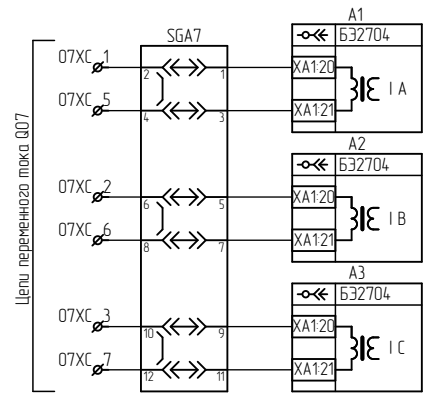 A1
SGA7
БЭ2704
07XC_1
2
1
XA1:20
I A
07XC_5
4
3
XA1:21
A2
БЭ2704
07XC_2
6
5
XA1:20
I B
07XC_6
8
7
XA1:21
A3
БЭ2704
07XC_3
10
9
XA1:20
I C
07XC_7
12
11
XA1:21
Цепи переменного тока Q07